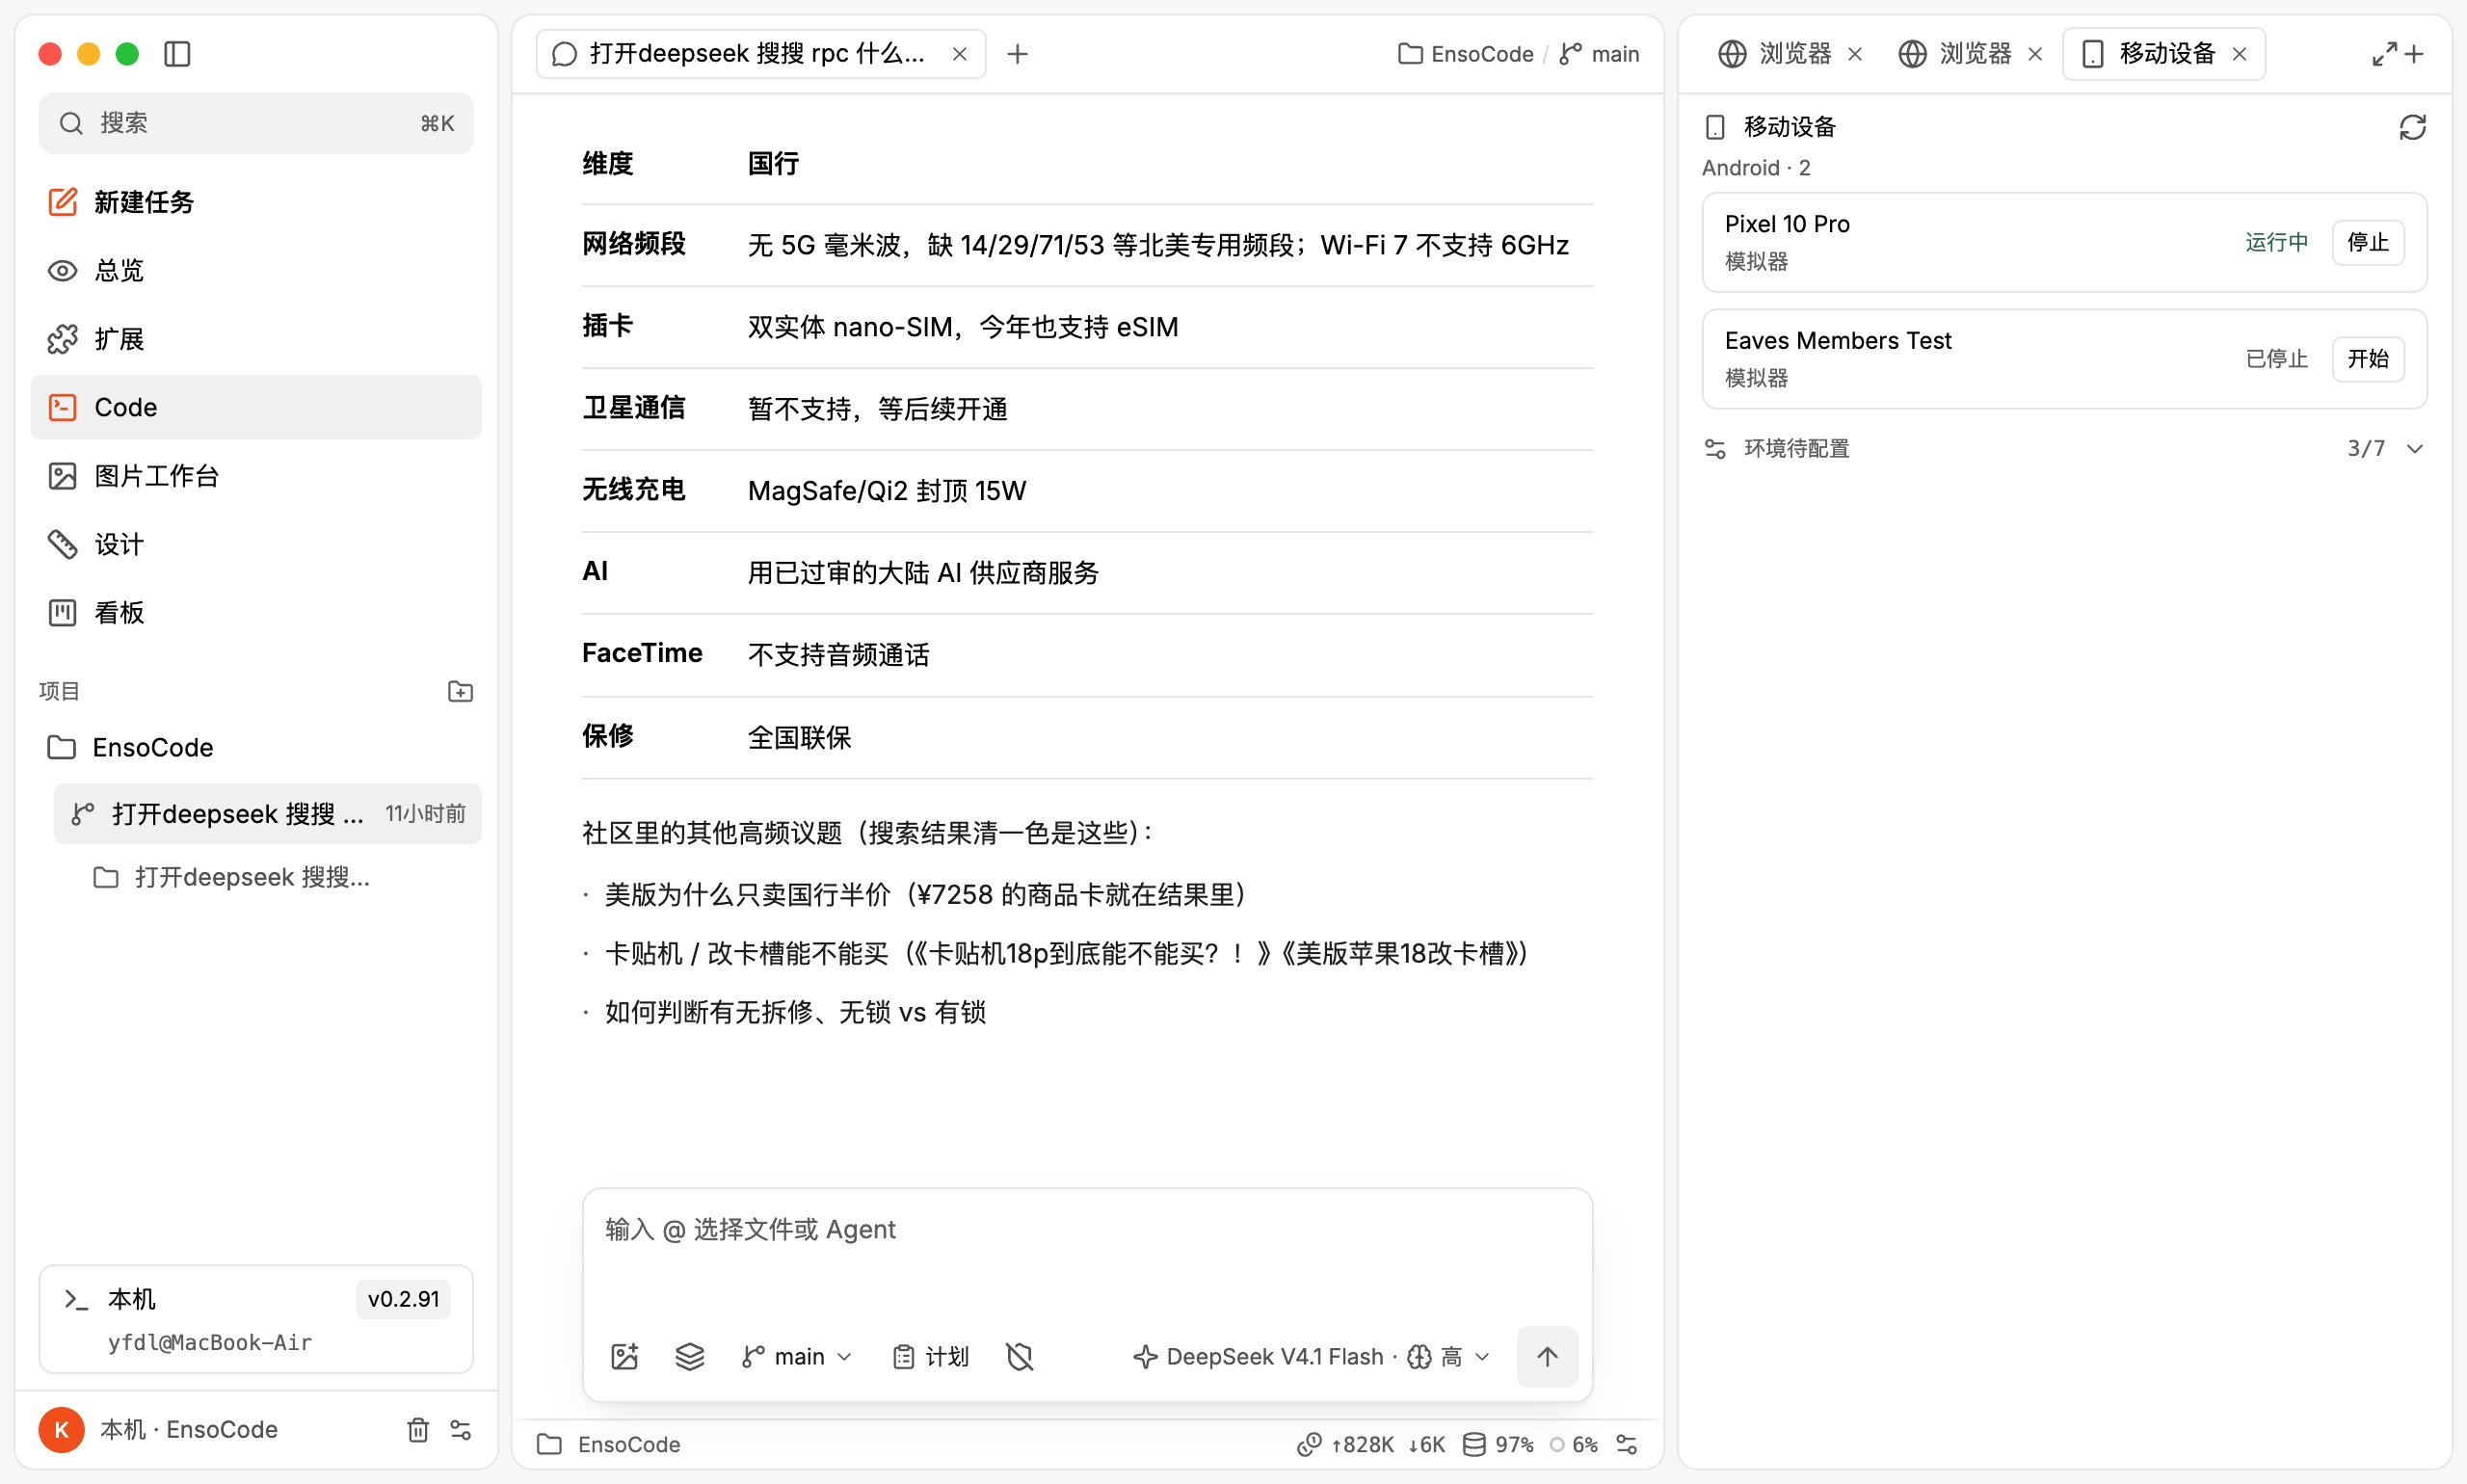 搜索 ⌘K
新建任务
总览
扩展
Code
图片工作台
设计
看板
项目
EnsoCode
打开deepseek 搜搜 ... 11小时前
打开deepseek 搜搜...
本机 v0.2.91
yfdl@MacBook-Air
K 本机 · EnsoCode
打开deepseek 搜搜 rpc 什么...
EnsoCode / main
维度 国行
网络频段 无 5G 毫米波，缺 14/29/71/53 等北美专用频段；Wi-Fi 7 不支持 6GHz
插卡 双实体 nano-SIM，今年也支持 eSIM
卫星通信 暂不支持，等后续开通
无线充电 MagSafe/Qi2 封顶 15W
AI 用已过审的大陆 AI 供应商服务
FaceTime 不支持音频通话
保修 全国联保
社区里的其他高频议题（搜索结果清一色是这些）：
· 美版为什么只卖国行半价（¥7258 的商品卡就在结果里）
· 卡贴机 / 改卡槽能不能买（《卡贴机18p到底能不能买？！》《美版苹果18改卡槽》）
· 如何判断有无拆修、无锁 vs 有锁
输入 @ 选择文件或 Agent
main 计划 DeepSeek V4.1 Flash · 高
EnsoCode ↑828K ↓6K 97% 6%
浏览器 浏览器 移动设备
移动设备
Android · 2
Pixel 10 Pro
模拟器
运行中 停止
Eaves Members Test
模拟器
已停止 开始
环境待配置 3/7